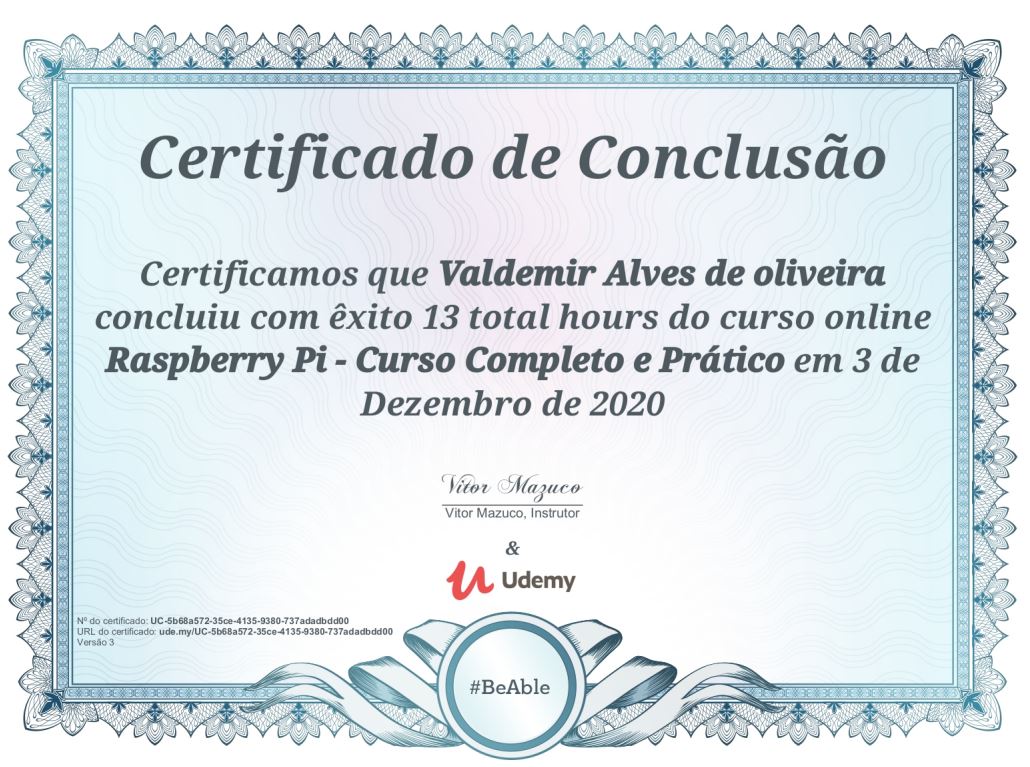 Certificado de Conclusão
Certificamos que Valdemir Alves de oliveira
concluiu com êxito 13 total hours do curso online
Raspberry Pi - Curso Completo e Prático em 3 de
Dezembro de 2020
Vitor Mazuco
Vitor Mazuco, Instrutor
&
Udemy
Nº do certificado: UC-5b68a572-35ce-4135-9380-737adadbdd00
URL do certificado: ude.my/UC-5b68a572-35ce-4135-9380-737adadbdd00
Versão 3
#BeAble